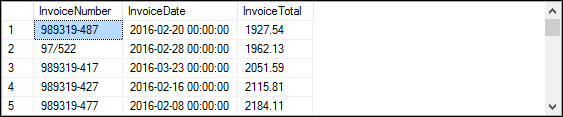 InvoiceNumber InvoiceDate InvoiceTotal
1 989319-487 2016-02-20 00:00:00 1927.54
2 97/522 2016-02-28 00:00:00 1962.13
3 989319-417 2016-03-23 00:00:00 2051.59
4 989319-427 2016-02-16 00:00:00 2115.81
5 989319-477 2016-02-08 00:00:00 2184.11